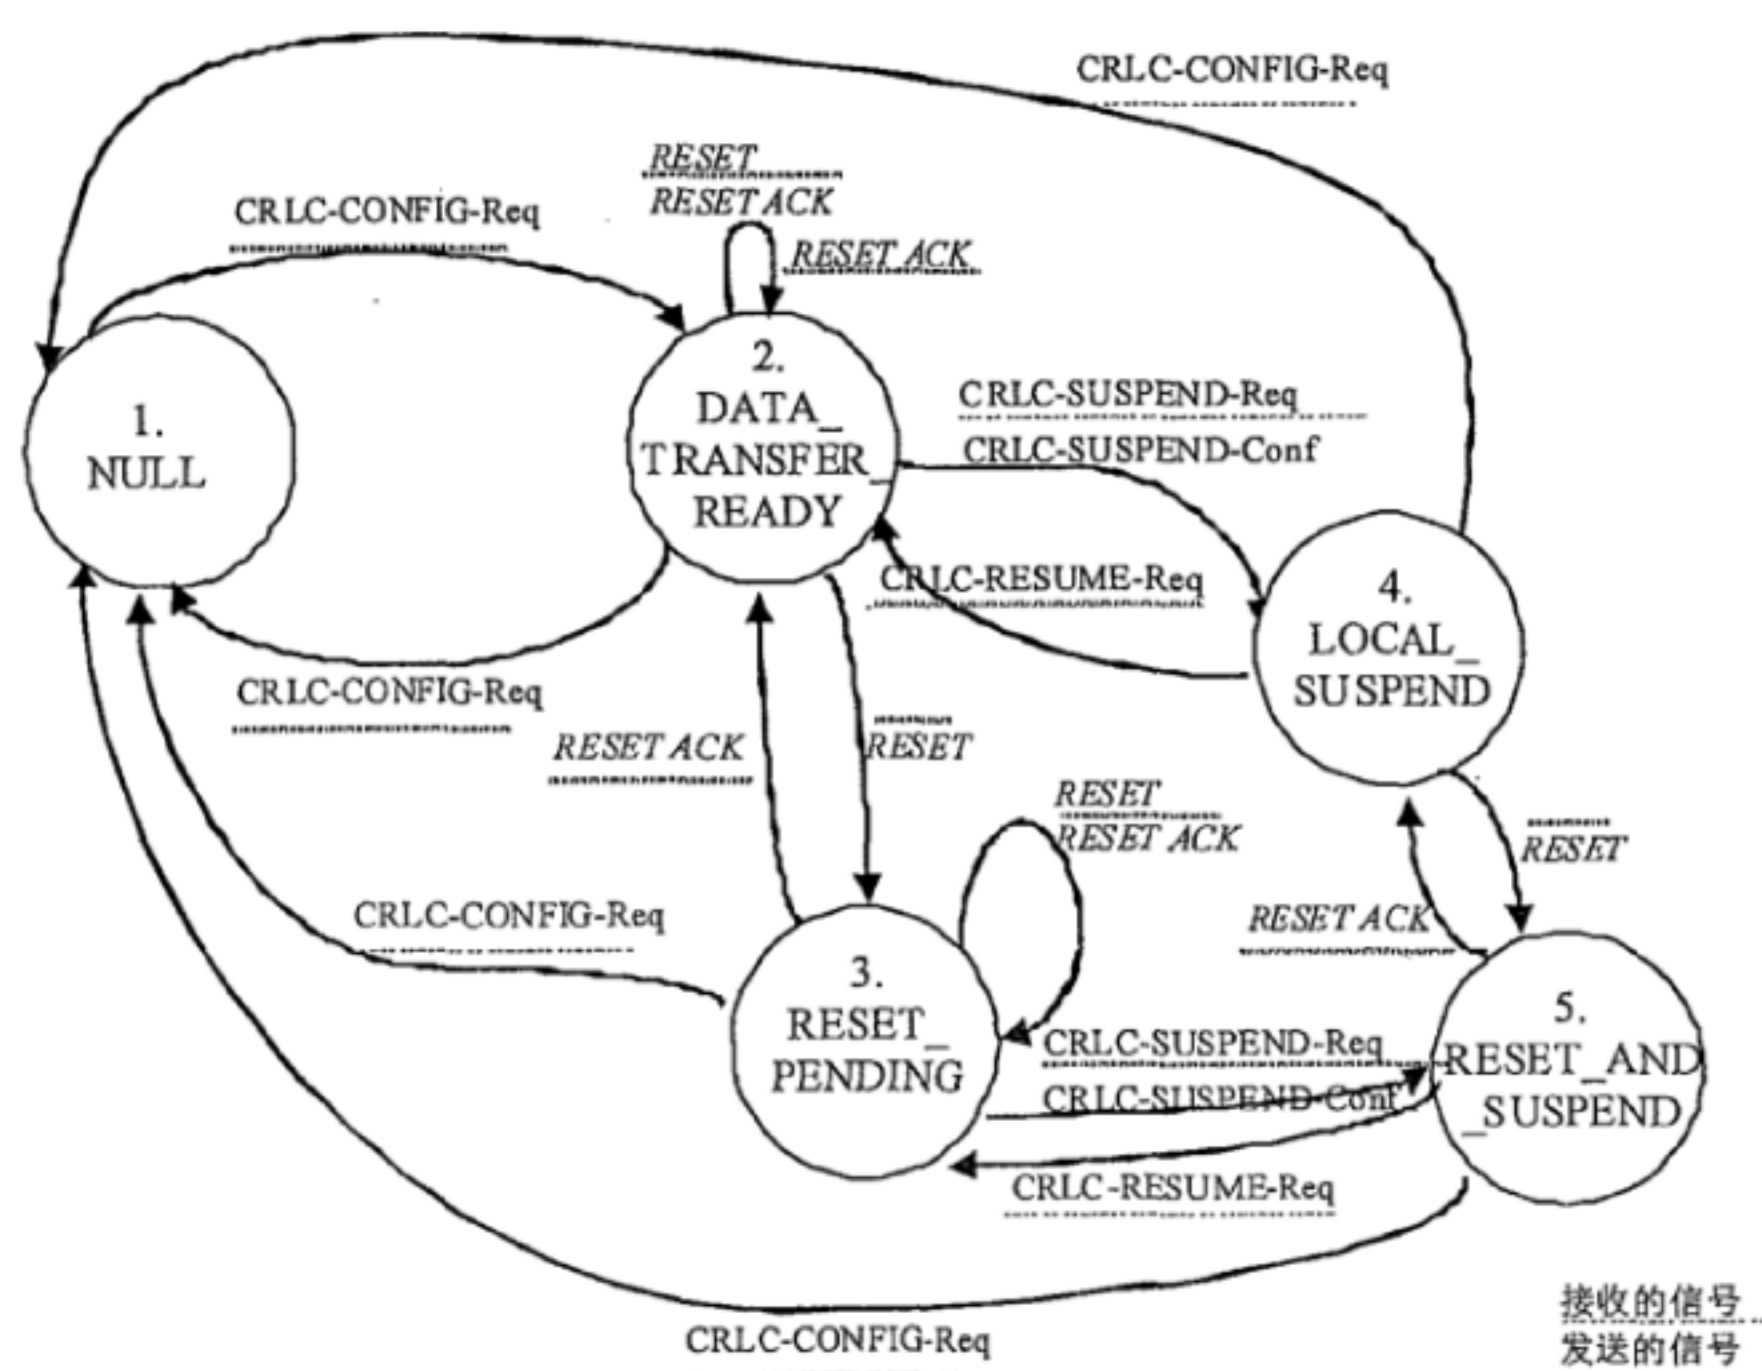 CRLC-CONFIG-Req
RESET
RESET ACK
CRLC-CONFIG-Req
RESET ACK
1.
NULL
2.
DATA_
TRANSFER_
READY
CRLC-SUSPEND-Req
CRLC-SUSPEND-Conf
CRLC-RESUME-Req
4.
LOCAL_
SUSPEND
CRLC-CONFIG-Req
RESET ACK
RESET
RESET
RESET ACK
RESET
RESET ACK
CRLC-CONFIG-Req
3.
RESET_
PENDING
CRLC-SUSPEND-Req
CRLC-SUSPEND-Conf
5.
RESET_AND
_SUSPEND
CRLC-RESUME-Req
CRLC-CONFIG-Req
接收的信号
发送的信号